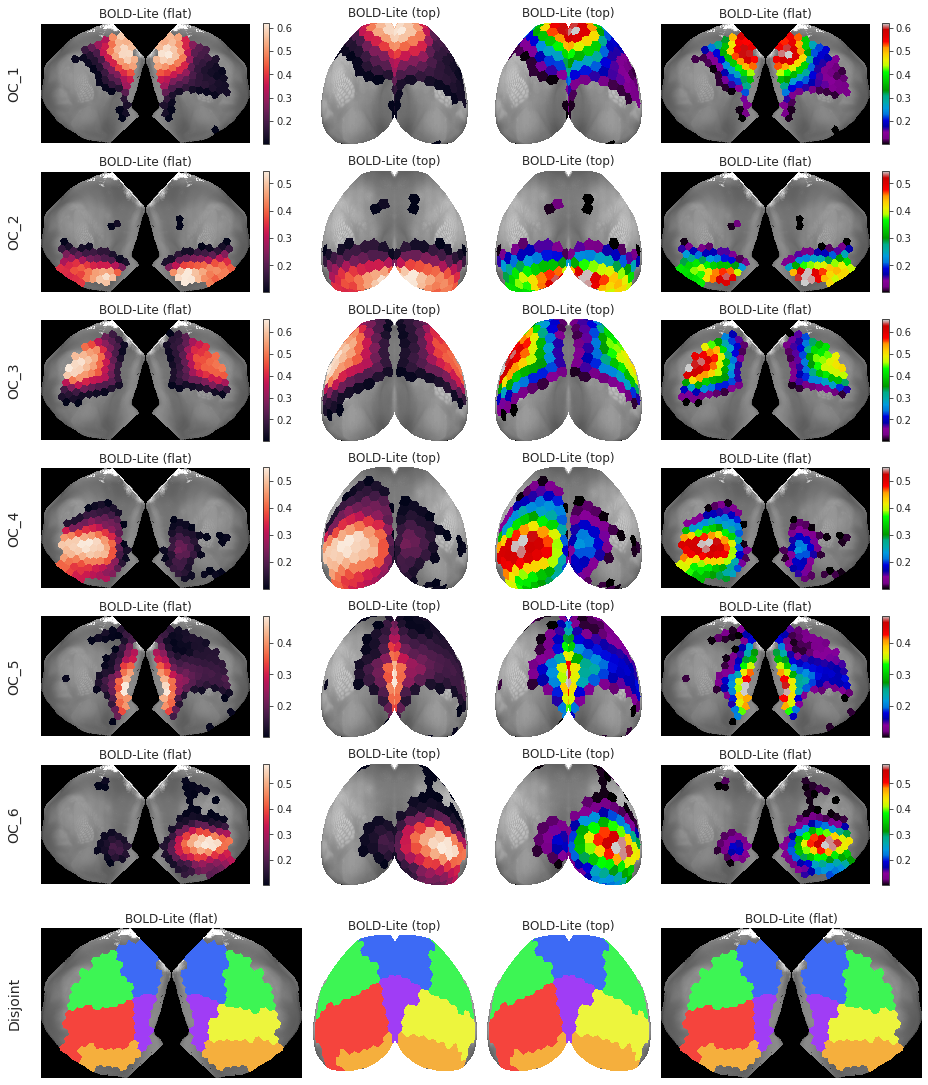 BOLD-Lite (flat) BOLD-Lite (top) BOLD-Lite (top) BOLD-Lite (flat)
OC_1
0.6 0.5 0.4 0.3 0.2
0.6 0.5 0.4 0.3 0.2
BOLD-Lite (flat) BOLD-Lite (top) BOLD-Lite (top) BOLD-Lite (flat)
OC_2
0.5 0.4 0.3 0.2
0.5 0.4 0.3 0.2
BOLD-Lite (flat) BOLD-Lite (top) BOLD-Lite (top) BOLD-Lite (flat)
OC_3
0.6 0.5 0.4 0.3 0.2
0.6 0.5 0.4 0.3 0.2
BOLD-Lite (flat) BOLD-Lite (top) BOLD-Lite (top) BOLD-Lite (flat)
OC_4
0.5 0.4 0.3 0.2
0.5 0.4 0.3 0.2
BOLD-Lite (flat) BOLD-Lite (top) BOLD-Lite (top) BOLD-Lite (flat)
OC_5
0.4 0.3 0.2
0.4 0.3 0.2
BOLD-Lite (flat) BOLD-Lite (top) BOLD-Lite (top) BOLD-Lite (flat)
OC_6
0.5 0.4 0.3 0.2
0.5 0.4 0.3 0.2
BOLD-Lite (flat) BOLD-Lite (top) BOLD-Lite (top) BOLD-Lite (flat)
Disjoint